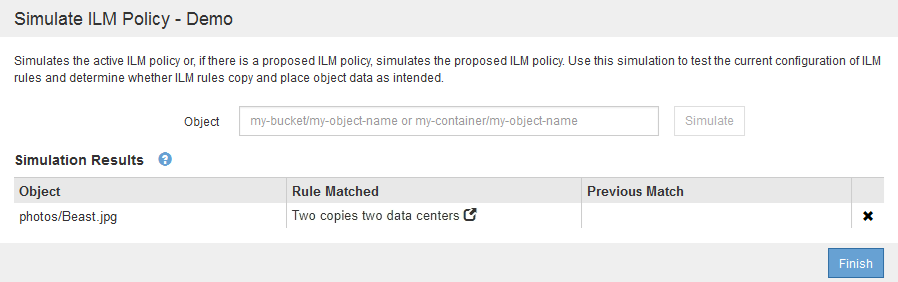 Simulate ILM Policy - Demo
Simulates the active ILM policy or, if there is a proposed ILM policy, simulates the proposed ILM policy. Use this simulation to test the current configuration of ILM
rules and determine whether ILM rules copy and place object data as intended.
Object my-bucket/my-object-name or my-container/my-object-name Simulate
Simulation Results ?
Object Rule Matched Previous Match
photos/Beast.jpg Two copies two data centers
Finish